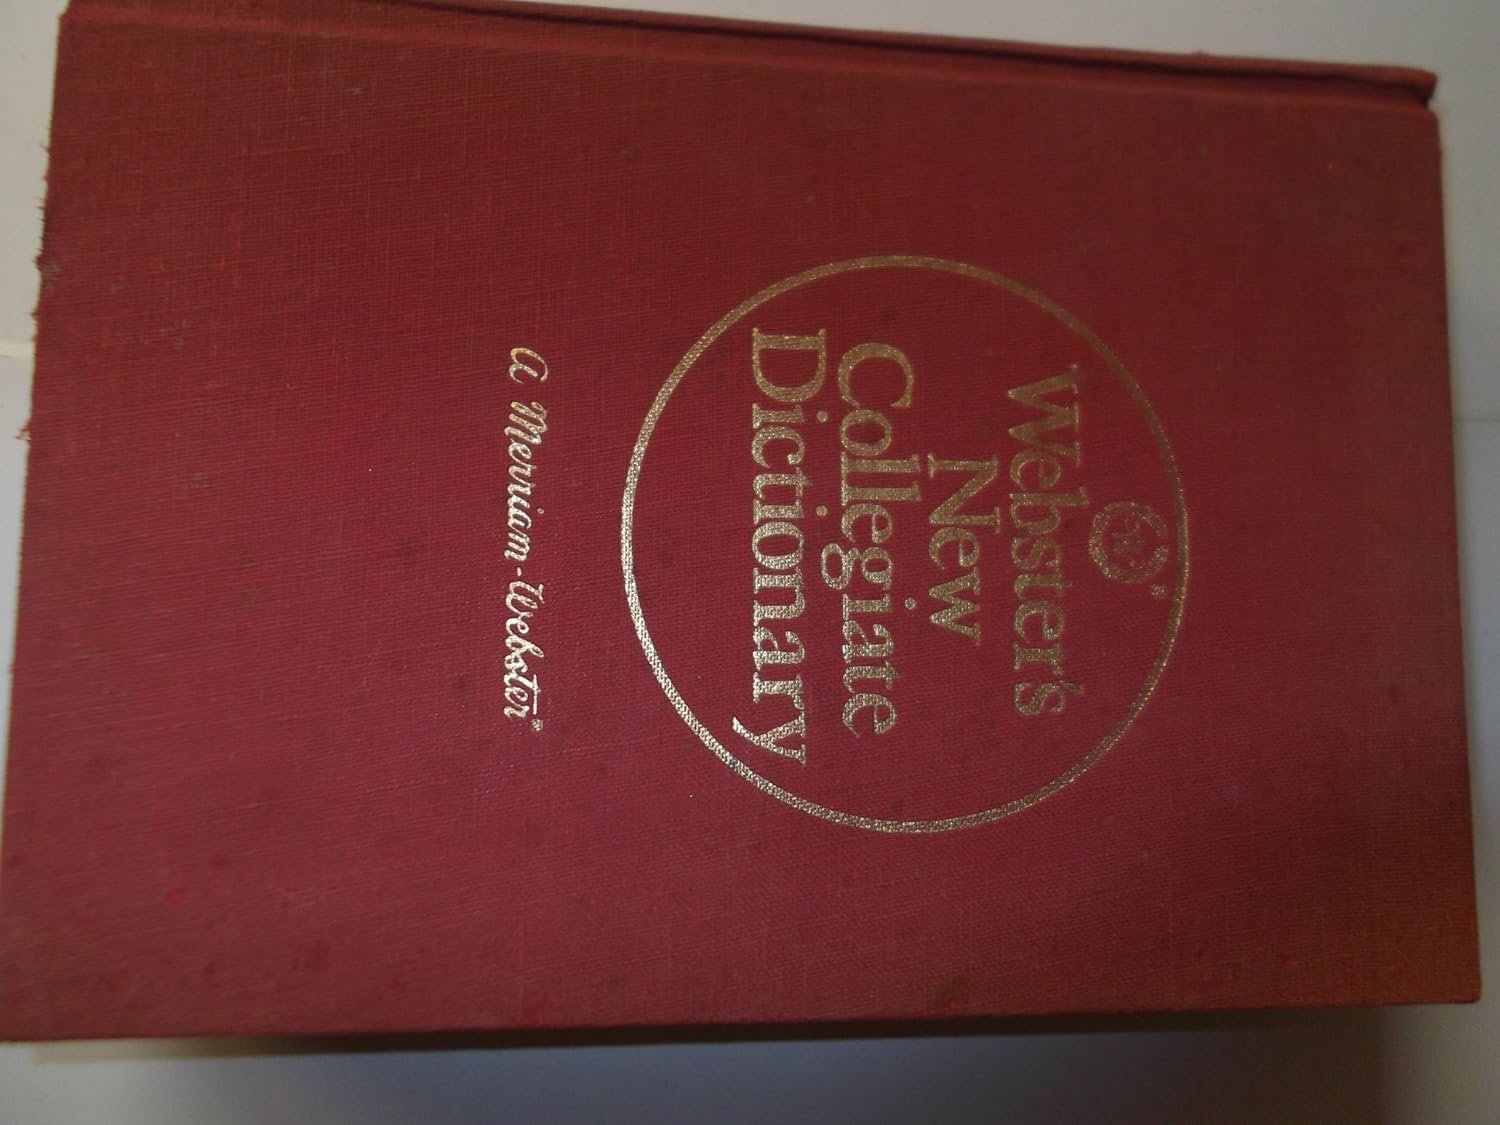 Webster's
New
Collegiate
Dictionary
a Merriam-Webster®